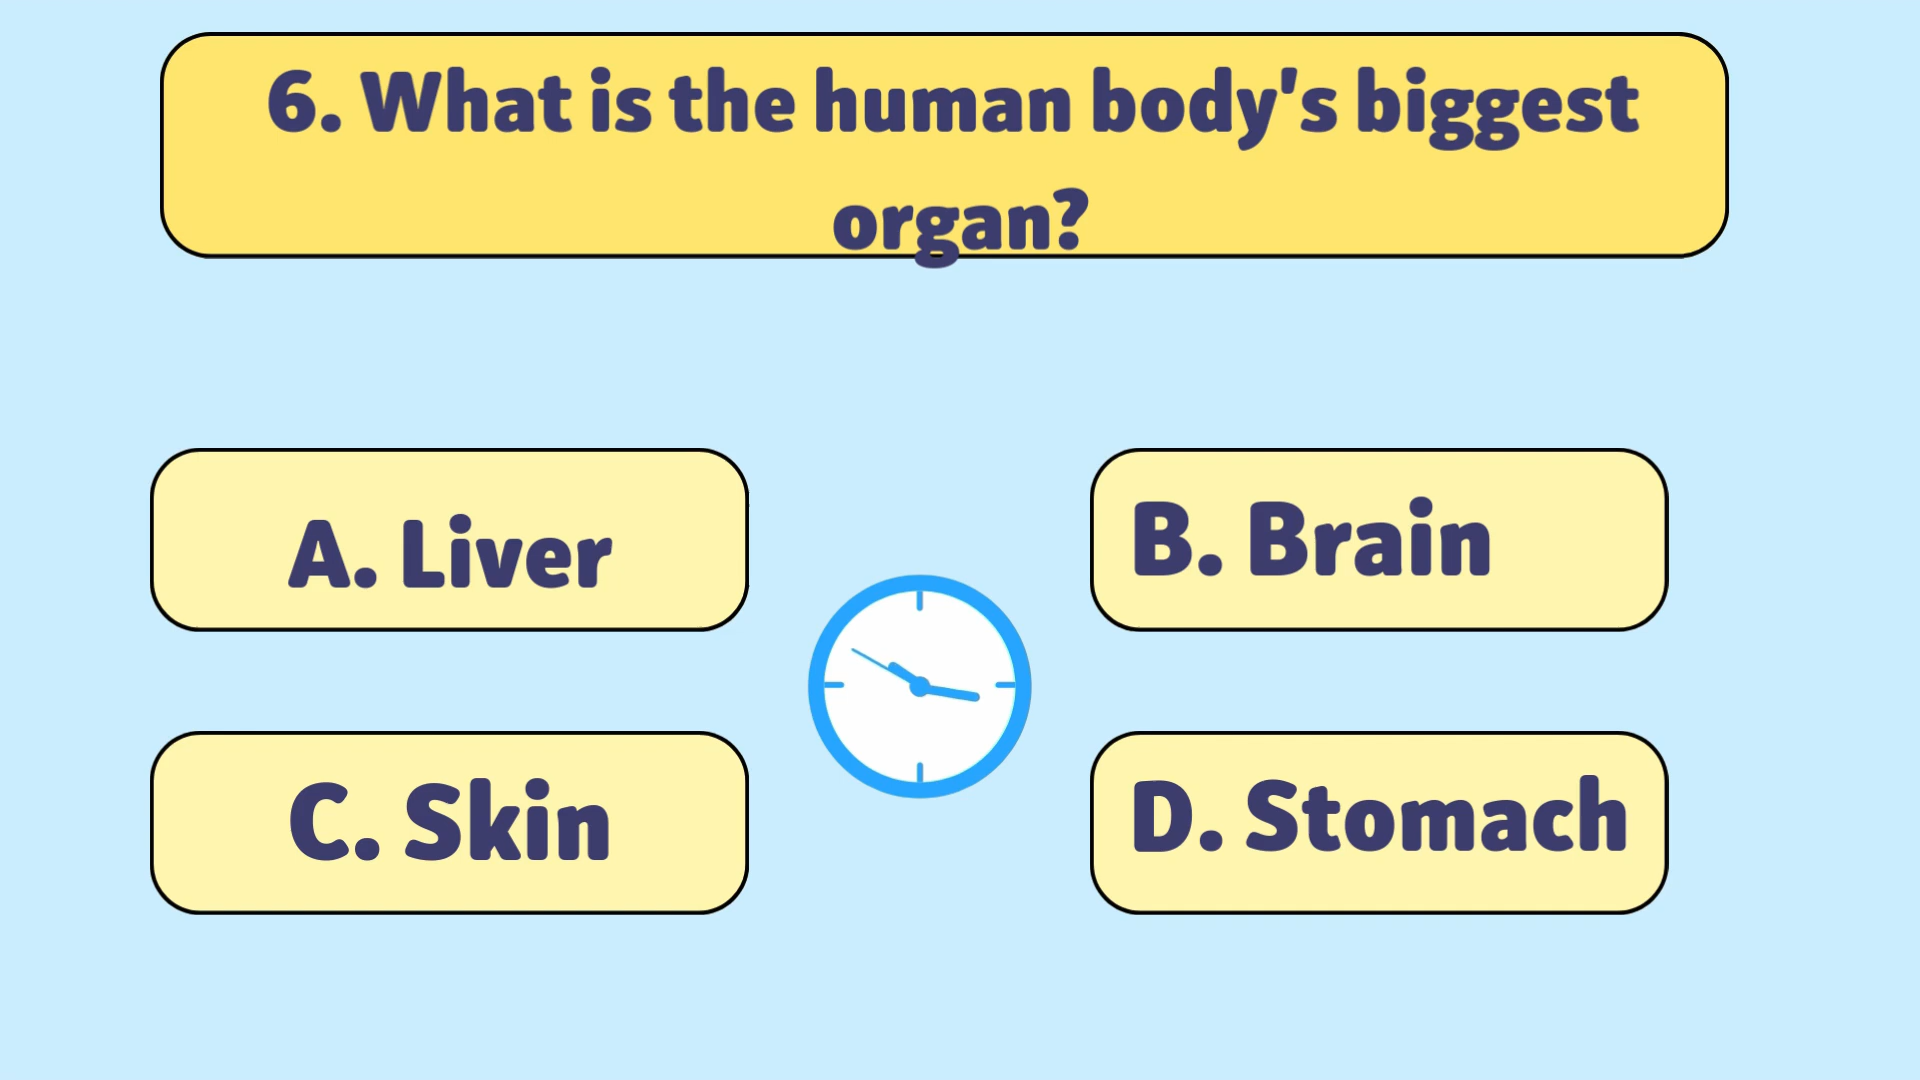 6. What is the human body's biggest
organ?
A. Liver
B. Brain
C. Skin
D. Stomach